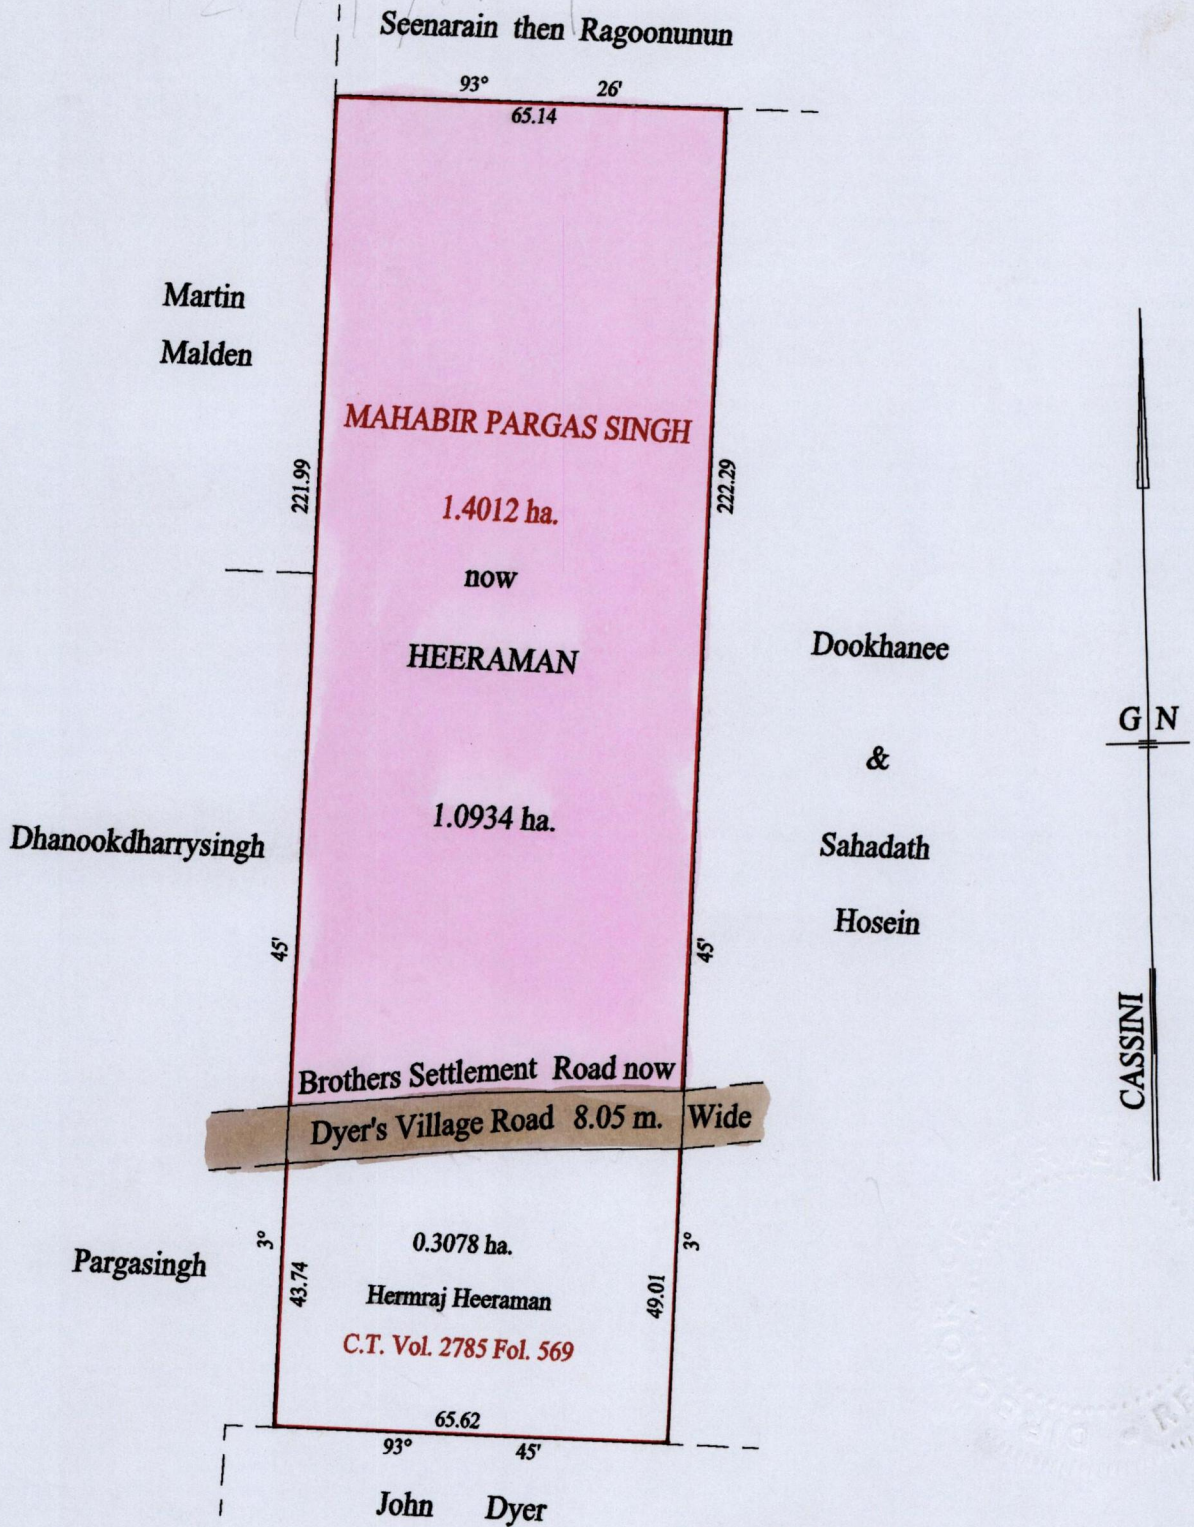 Seenarain then Ragoonunun
93° 26'
65.14
Martin
Malden
MAHABIR PARGAS SINGH
221.99
222.29
1.4012 ha.
now
HEERAMAN
Dookhanee
&
Sahadath
Hosein
G N
CASSINI
1.0934 ha.
Dhanookdharrysingh
45'
45'
Brothers Settlement Road now
Dyer's Village Road 8.05 m. Wide
3°
3°
Pargasingh
43.74
49.01
0.3078 ha.
Hermraj Heeraman
C.T. Vol. 2785 Fol. 569
65.62
93° 45'
John Dyer